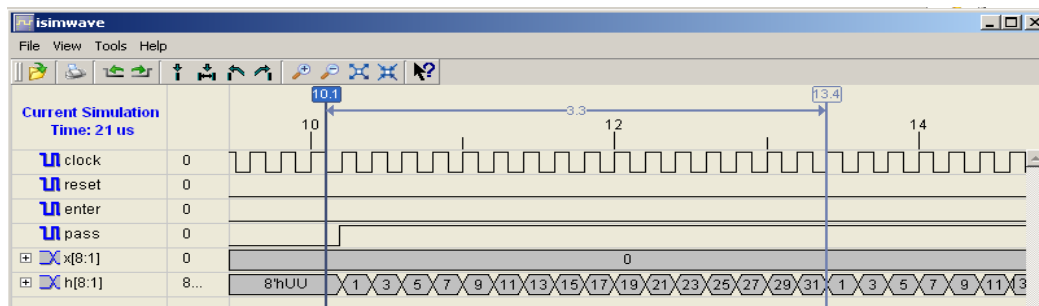 isimwave
File View Tools Help
10.1 13.4
3.3
Current Simulation
Time: 21 us
10 12 14
clock 0
reset 0
enter 0
pass 0
x[8:1] 0 0
h[8:1] 8... 8'hUU 1 3 5 7 9 11 13 15 17 19 21 23 25 27 29 31 1 3 5 7 9 11 3